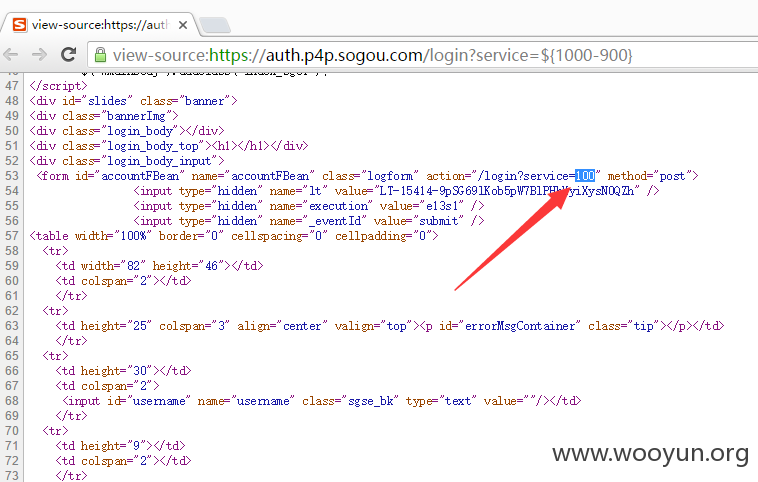 view-source:https://auth
view-source:https://auth.p4p.sogou.com/login?service=${1000-900}
47 </script>
48 <div id="slides" class="banner">
49 <div class="bannerImg">
50 <div class="login_body"></div>
51 <div class="login_body_top"><h1></h1></div>
52 <div class="login_body_input">
53 <form id="accountFBean" name="accountFBean" class="logform" action="/login?service=100" method="post">
54 <input type="hidden" name="lt" value=" />
55 <input type="hidden" name="execution" value="e13s1" />
56 <input type="hidden" name="_eventId" value="submit" />
57 <table width="100%" border="0" cellspacing="0" cellpadding="0">
58 <tr>
59 <td width="82" height="46"></td>
60 <td colspan="2"></td>
61 </tr>
62 <tr>
63 <td height="25" colspan="3" align="center" valign="top"><p id="errorMsgContainer" class="tip"></p></td>
64 </tr>
65 <tr>
66 <td height="30"></td>
67 <td colspan="2">
68 <input id="username" name="username" class="sgse_bk" type="text" value=""/></td>
69 </tr>
70 <tr>
71 <td height="9"></td>
72 <td colspan="2"></td>
73 </tr>
www.wooyun.org